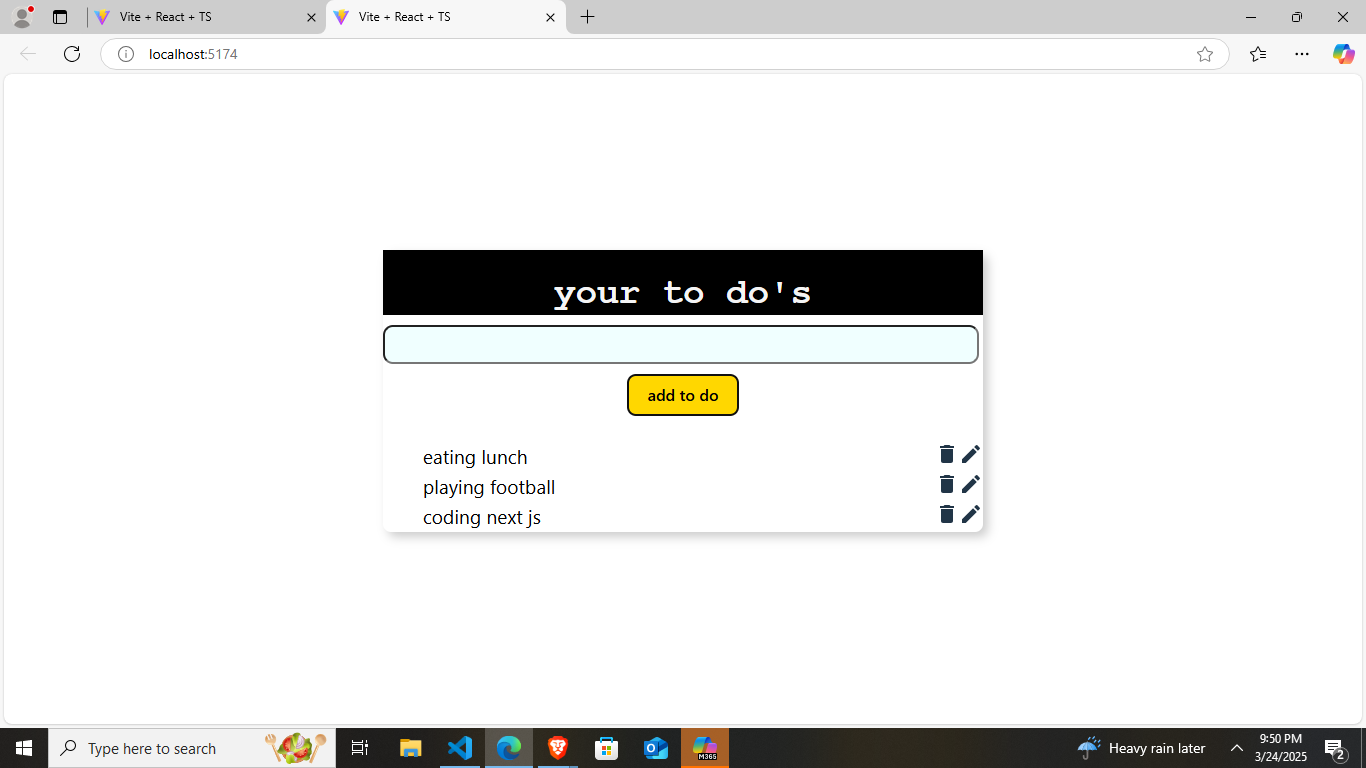 Vite + React + TS
Vite + React + TS
localhost:5174
your to do's
add to do
eating lunch
playing football
coding next js
Type here to search
M365
Heavy rain later
9:50 PM
3/24/2025
2